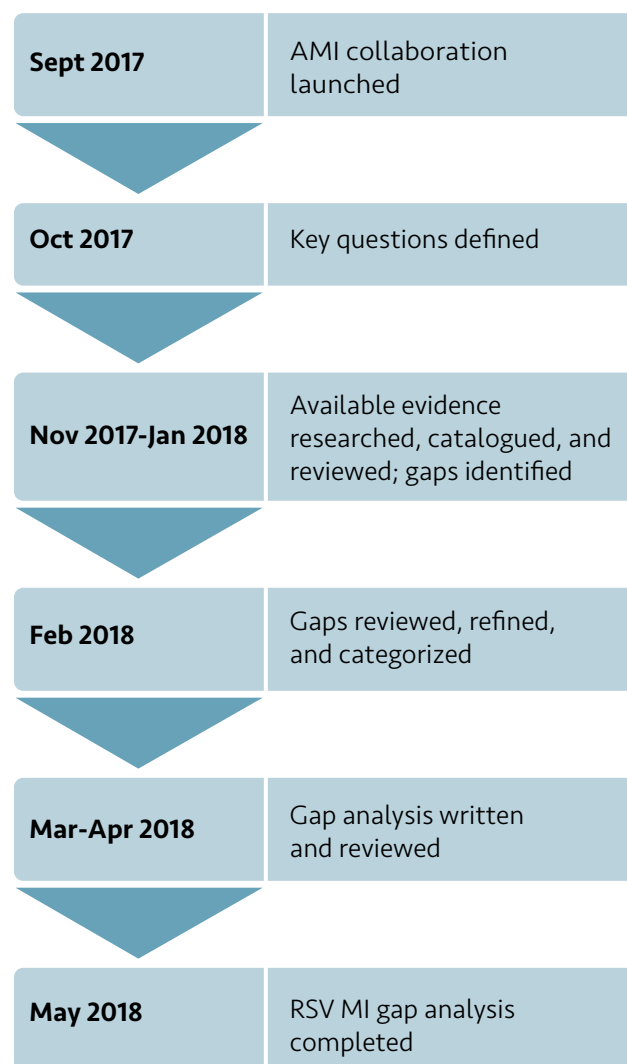 Sept 2017
AMI collaboration
launched
Oct 2017
Key questions defined
Nov 2017-Jan 2018
Available evidence
researched, catalogued, and
reviewed; gaps identified
Feb 2018
Gaps reviewed, refined,
and categorized
Mar-Apr 2018
Gap analysis written
and reviewed
May 2018
RSV MI gap analysis
completed